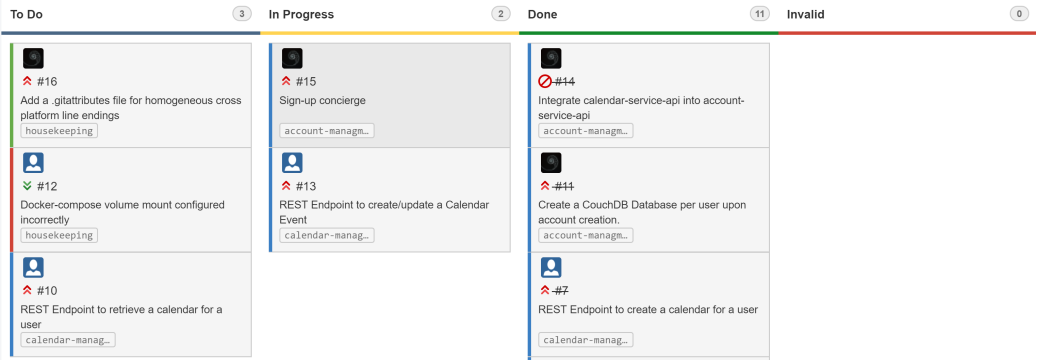 To Do
3
#16
Add a .gitattributes file for homogeneous cross
platform line endings
housekeeping
#12
Docker-compose volume mount configured
incorrectly
housekeeping
#10
REST Endpoint to retrieve a calendar for a
user
calendar-manag…
In Progress
2
#15
Sign-up concierge
account-managm…
#13
REST Endpoint to create/update a Calendar
Event
calendar-manag…
Done
11
#14
Integrate calendar-service-api into account-
service-api
account-managm…
#11
Create a CouchDB Database per user upon
account creation.
account-managm…
#7
REST Endpoint to create a calendar for a user
calendar-manag…
Invalid
0